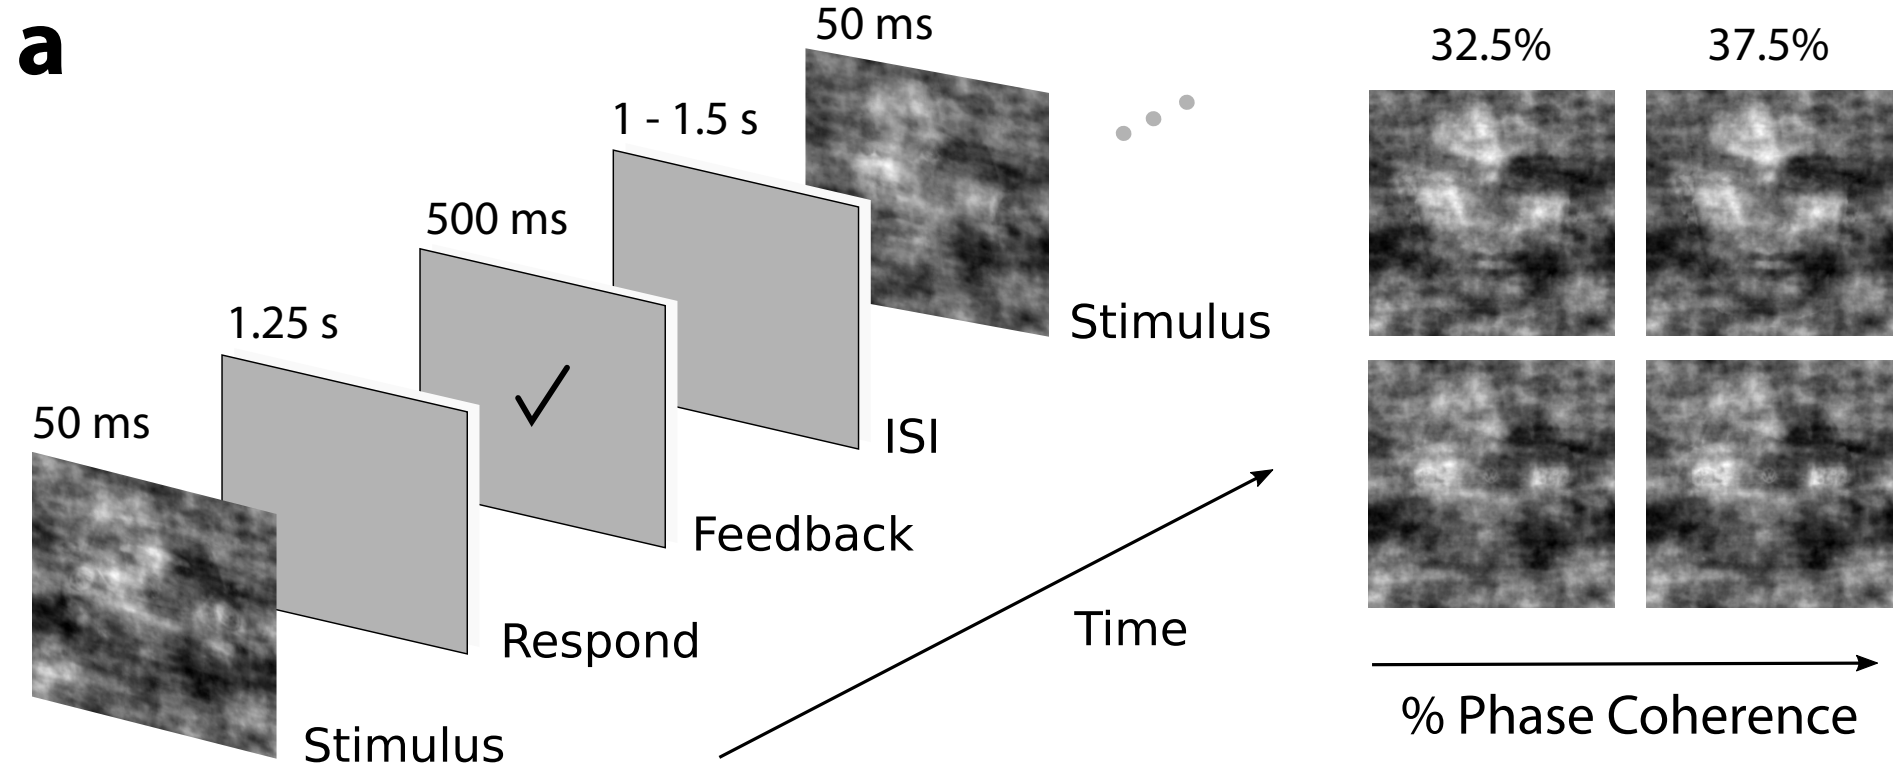 a
50 ms
Stimulus
1.25 s
Respond
500 ms
Feedback
1 - 1.5 s
ISI
50 ms
Stimulus
Time
32.5%
37.5%
% Phase Coherence